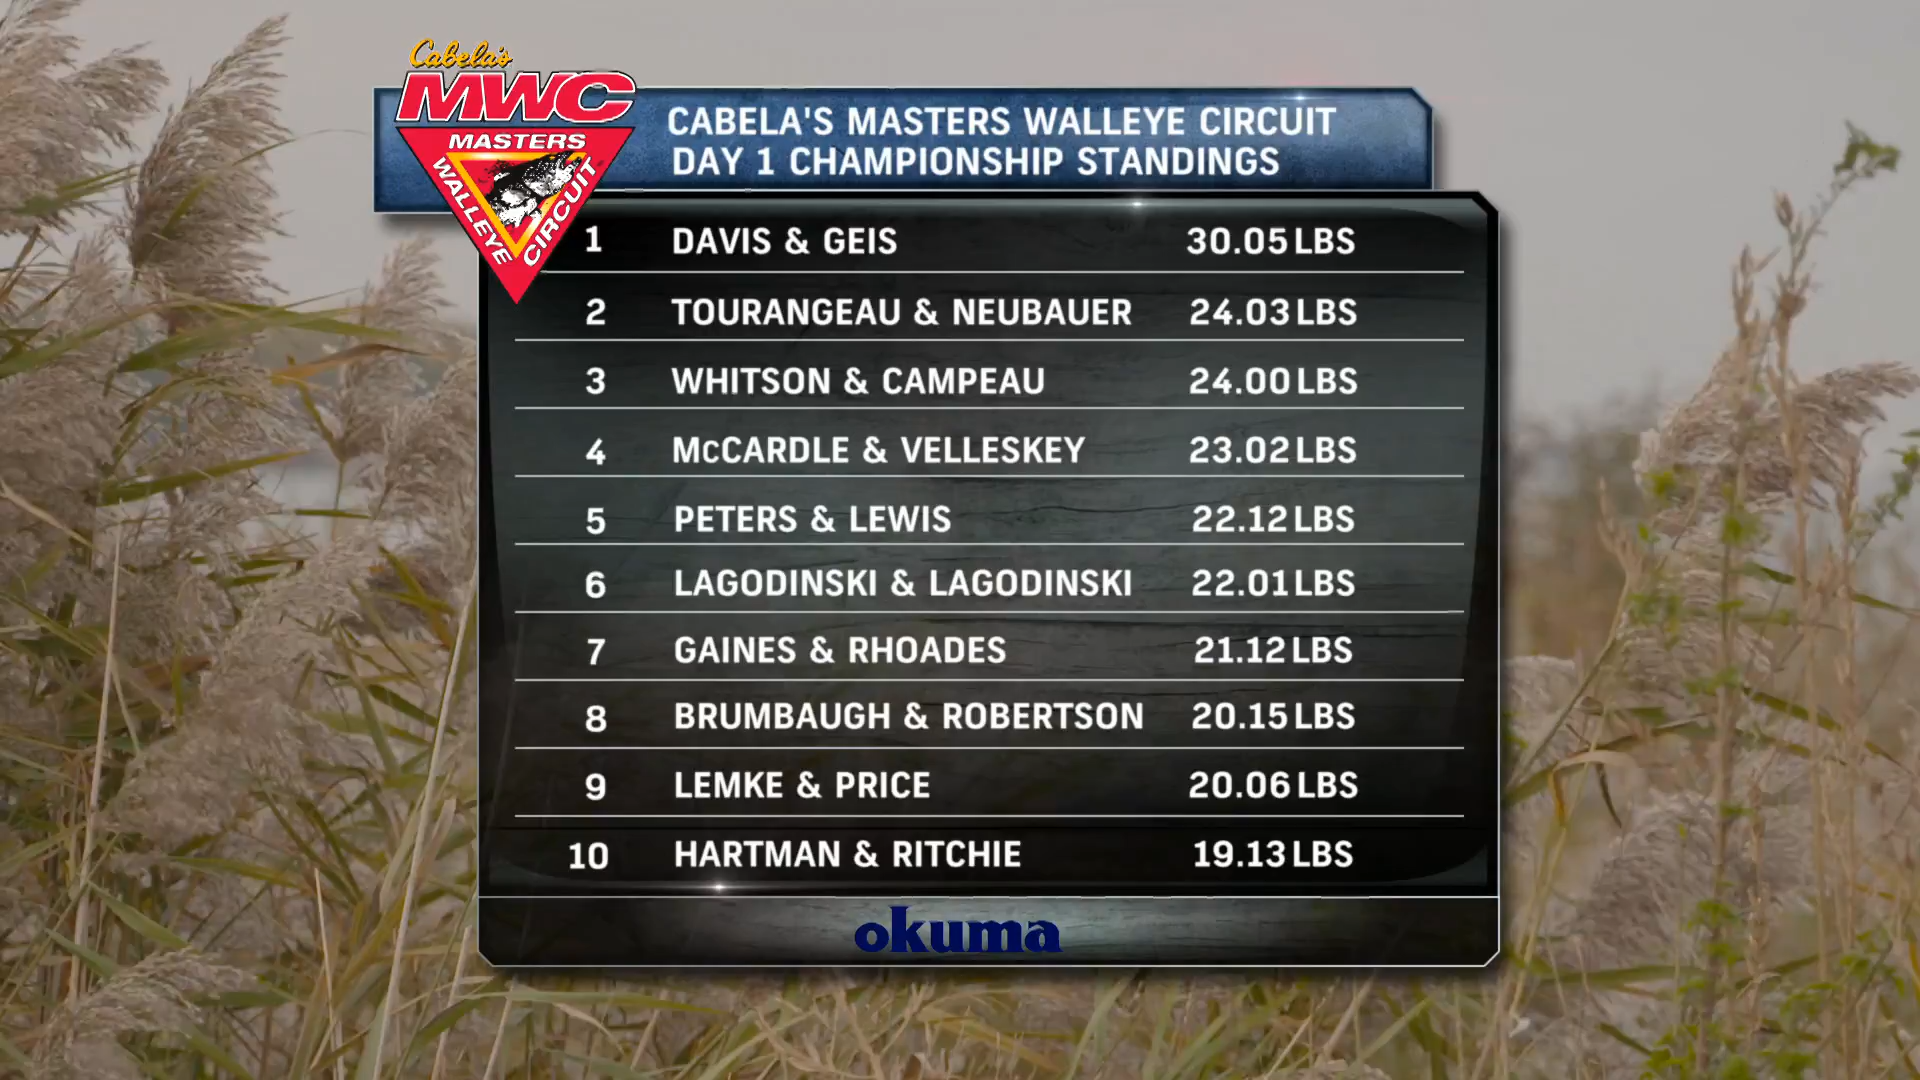 Cabela's
MWC
MASTERS
WALLEYE
CIRCUIT
CABELA'S MASTERS WALLEYE CIRCUIT
DAY 1 CHAMPIONSHIP STANDINGS
1 DAVIS & GEIS 30.05 LBS
2 TOURANGEAU & NEUBAUER 24.03 LBS
3 WHITSON & CAMPEAU 24.00 LBS
4 McCARDLE & VELLESKEY 23.02 LBS
5 PETERS & LEWIS 22.12 LBS
6 LAGODINSKI & LAGODINSKI 22.01 LBS
7 GAINES & RHOADES 21.12 LBS
8 BRUMBAUGH & ROBERTSON 20.15 LBS
9 LEMKE & PRICE 20.06 LBS
10 HARTMAN & RITCHIE 19.13 LBS
okuma